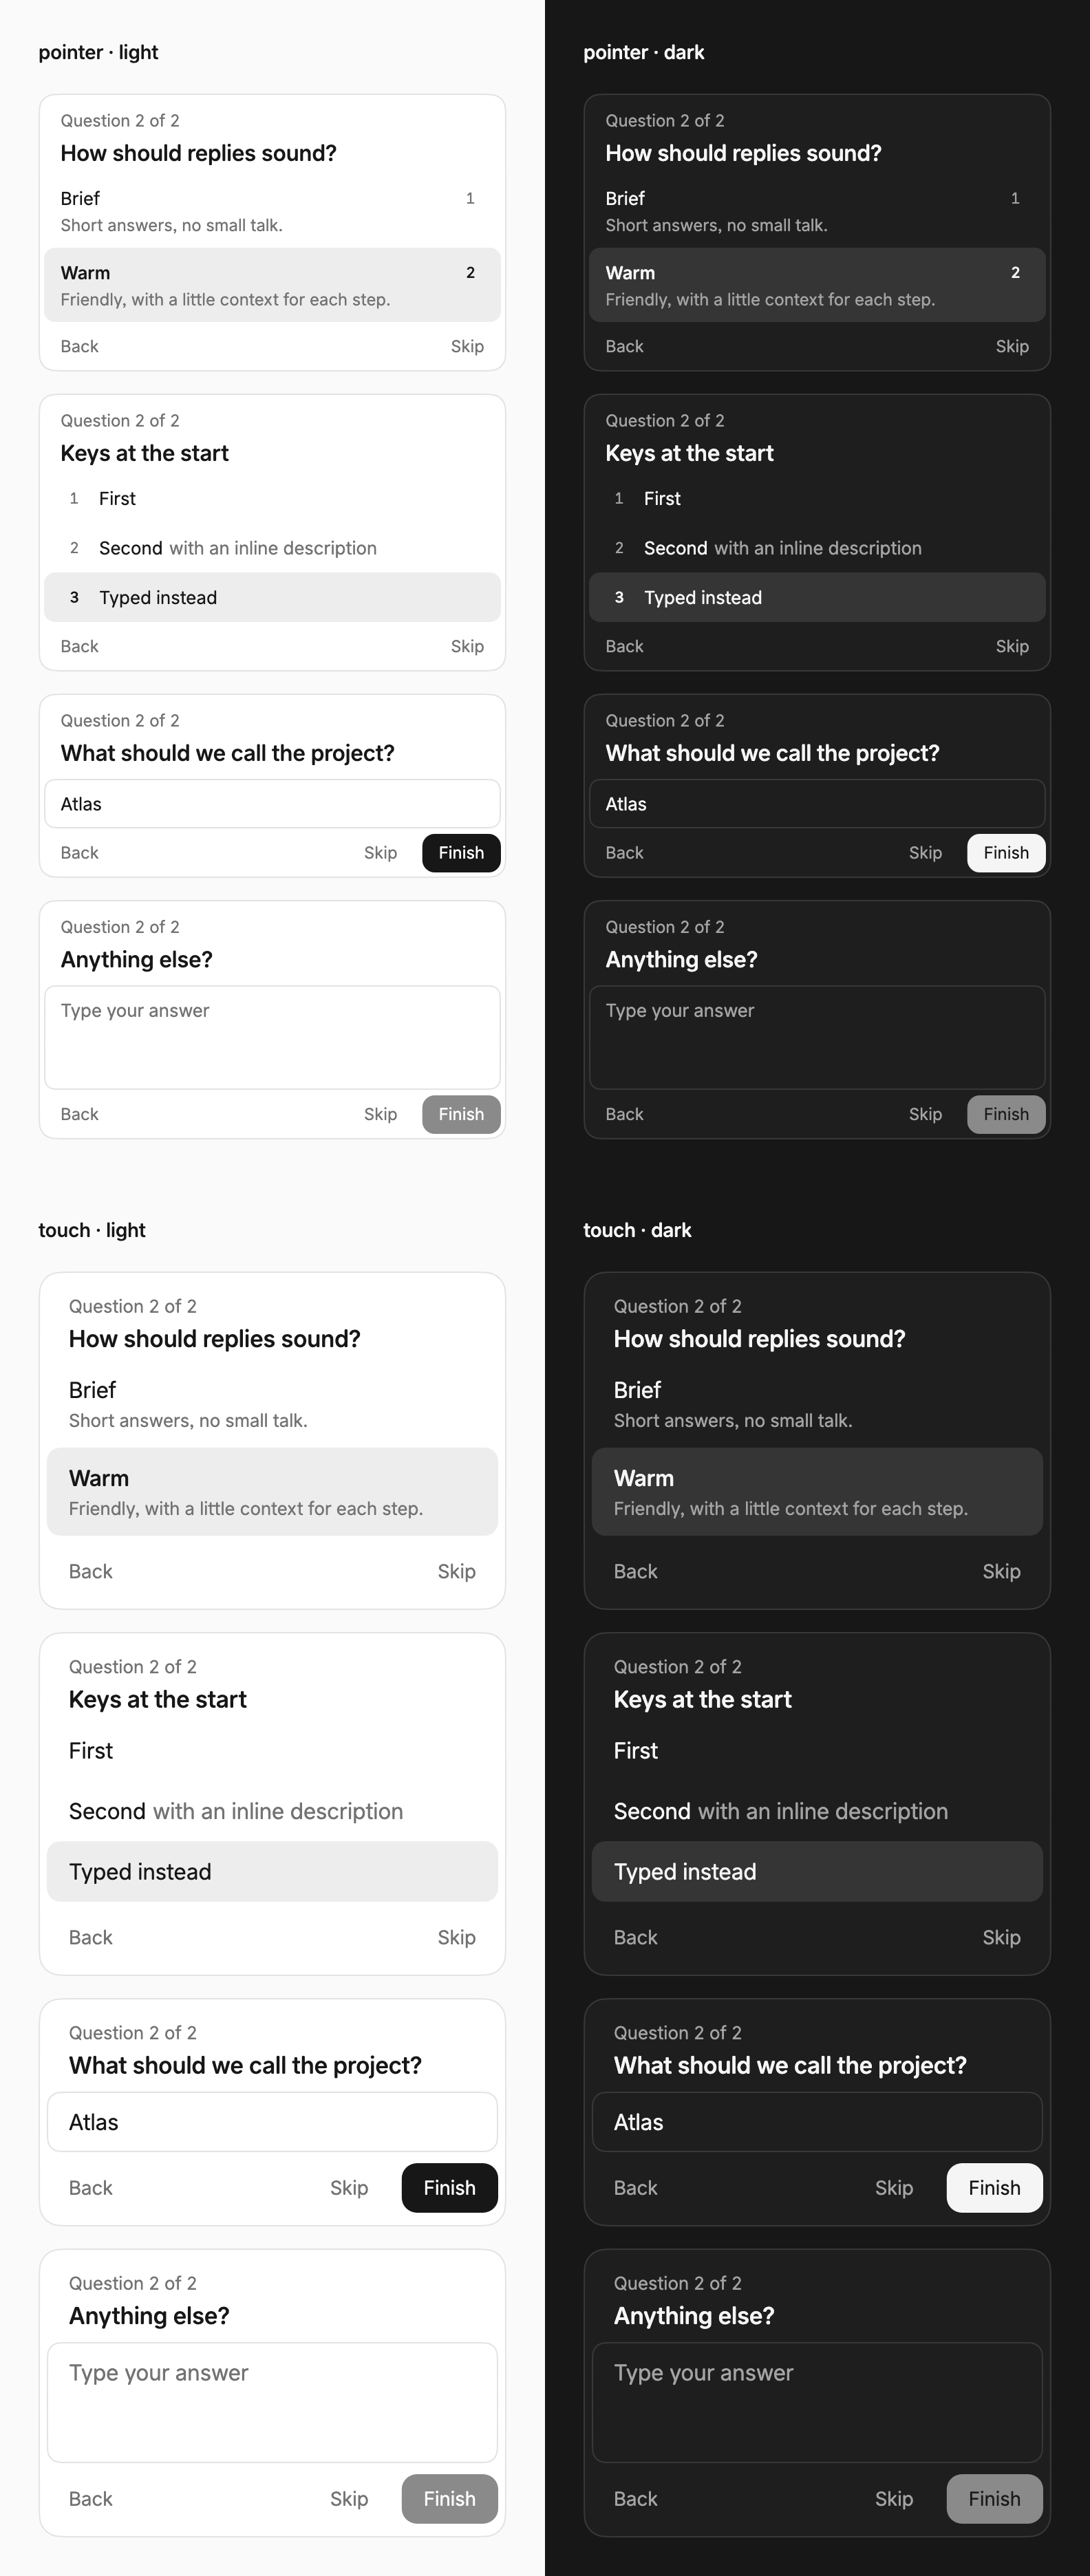 pointer · light
Question 2 of 2
How should replies sound?
Brief 1
Short answers, no small talk.
Warm 2
Friendly, with a little context for each step.
Back Skip
Question 2 of 2
Keys at the start
1 First
2 Second with an inline description
3 Typed instead
Back Skip
Question 2 of 2
What should we call the project?
Atlas
Back Skip Finish
Question 2 of 2
Anything else?
Type your answer
Back Skip Finish
pointer · dark
Question 2 of 2
How should replies sound?
Brief 1
Short answers, no small talk.
Warm 2
Friendly, with a little context for each step.
Back Skip
Question 2 of 2
Keys at the start
1 First
2 Second with an inline description
3 Typed instead
Back Skip
Question 2 of 2
What should we call the project?
Atlas
Back Skip Finish
Question 2 of 2
Anything else?
Type your answer
Back Skip Finish
touch · light
Question 2 of 2
How should replies sound?
Brief
Short answers, no small talk.
Warm
Friendly, with a little context for each step.
Back Skip
Question 2 of 2
Keys at the start
First
Second with an inline description
Typed instead
Back Skip
Question 2 of 2
What should we call the project?
Atlas
Back Skip Finish
Question 2 of 2
Anything else?
Type your answer
Back Skip Finish
touch · dark
Question 2 of 2
How should replies sound?
Brief
Short answers, no small talk.
Warm
Friendly, with a little context for each step.
Back Skip
Question 2 of 2
Keys at the start
First
Second with an inline description
Typed instead
Back Skip
Question 2 of 2
What should we call the project?
Atlas
Back Skip Finish
Question 2 of 2
Anything else?
Type your answer
Back Skip Finish